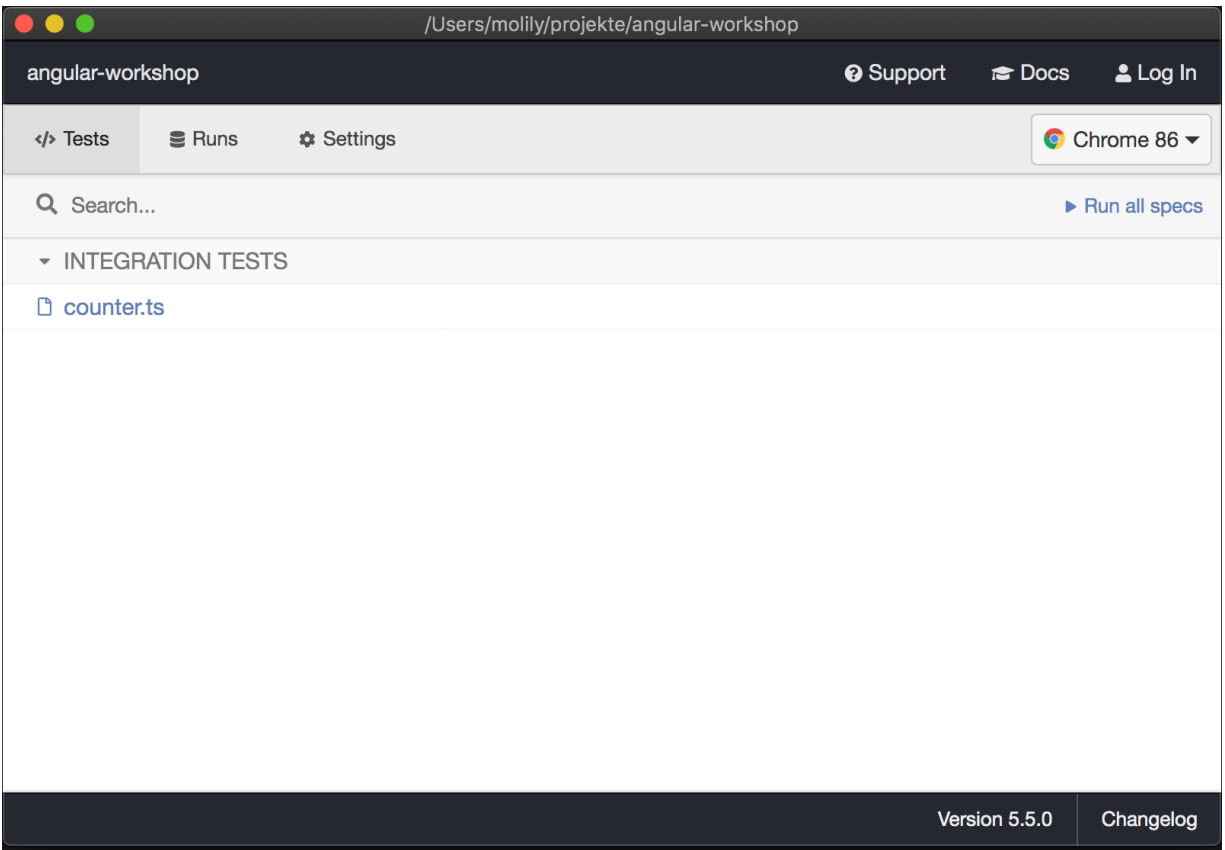 /Users/molily/projekte/angular-workshop
angular-workshop Support Docs Log In
Tests Runs Settings Chrome 86
Search... Run all specs
INTEGRATION TESTS
counter.ts
Version 5.5.0 Changelog